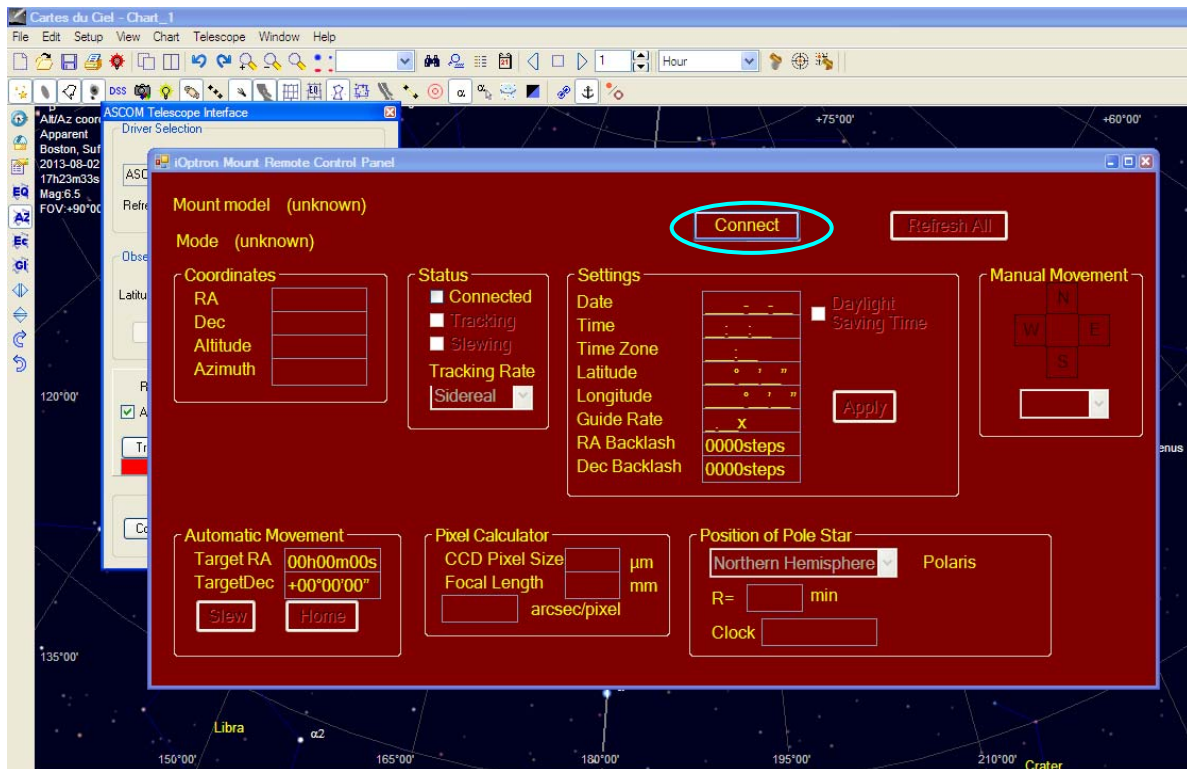 Cartes du Ciel - Chart_1
File Edit Setup View Chart Telescope Window Help
1 Hour
DSS
ASCOM Telescope Interface
Driver Selection
+75°00'
+60°00'
Alt/Az
Apparent
Boston,
2013-08-02
17h23m33s
Mag:6.5
FOV:+90°00
EQ
AZ
Ec
Gl
iOptron Mount Remote Control Panel
Mount model (unknown)
Connect
Refresh All
Mode (unknown)
Coordinates
RA
Dec
Altitude
Azimuth
Status
Connected
Tracking
Slewing
Tracking Rate
Sidereal
Settings
Date
Time
Time Zone
Latitude ° ' "
Longitude ° ' "
Guide Rate _.__x
RA Backlash 0000steps
Dec Backlash 0000steps
Daylight
Saving Time
Apply
Manual Movement
N
W E
S
120°00'
Automatic Movement
Target RA 00h00m00s
TargetDec +00°00'00"
Slew Home
Pixel Calculator
CCD Pixel Size µm
Focal Length mm
arcsec/pixel
Position of Pole Star
Northern Hemisphere Polaris
R= min
Clock
135°00'
Libra
α2
150°00'
165°00'
180°00'
195°00'
210°00'
Crater